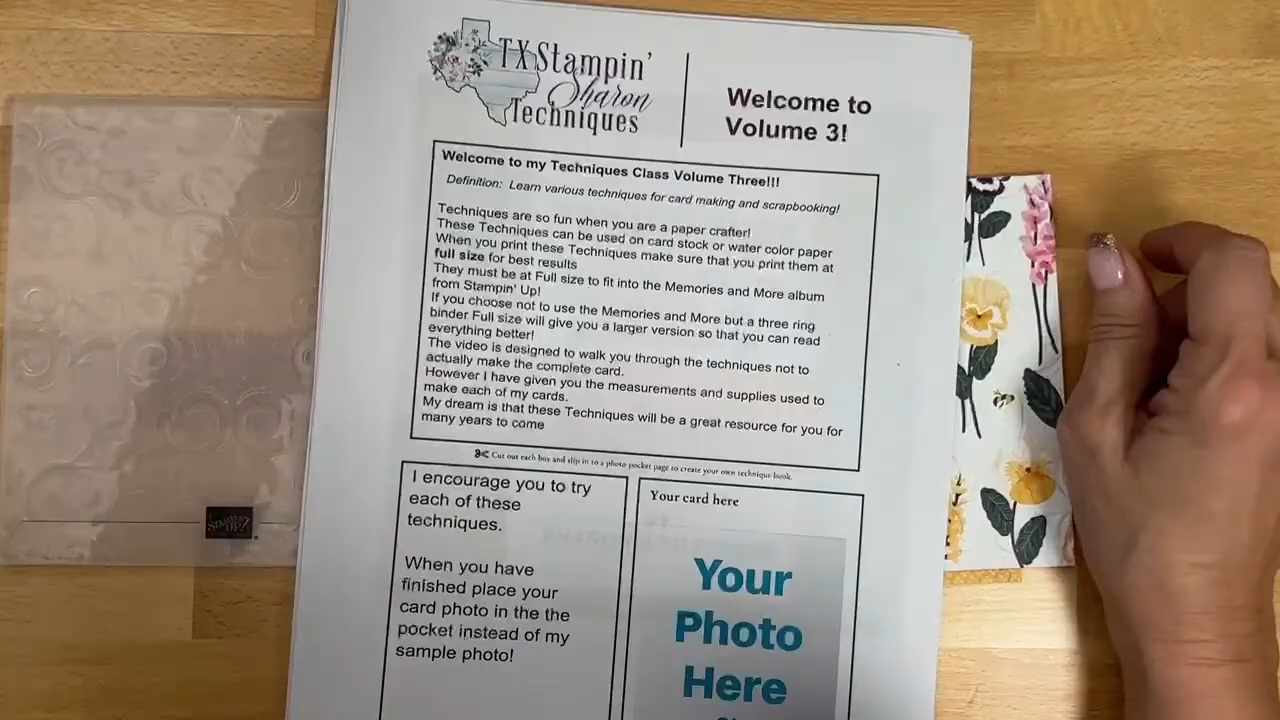 TX Stampin'
Sharon
Techniques
Welcome to
Volume 3!
Welcome to my Techniques Class Volume Three!!!
Definition: Learn various techniques for card making and scrapbooking!
Techniques are so fun when you are a paper crafter!
These Techniques can be used on card stock or water color paper
When you print these Techniques make sure that you print them at
full size for best results
They must be at Full size to fit into the Memories and More album
from Stampin' Up!
If you choose not to use the Memories and More but a three ring
binder Full size will give you a larger version so that you can read
everything better!
The video is designed to walk you through the techniques not to
actually make the complete card.
However I have given you the measurements and supplies used to
make each of my cards.
My dream is that these Techniques will be a great resource for you for
many years to come
Cut out each box and slip in to a photo pocket page to create your own technique book.
I encourage you to try
each of these
techniques.
When you have
finished place your
card photo in the the
pocket instead of my
sample photo!
Your card here
Your
Photo
Here
STAMPIN'
UP!